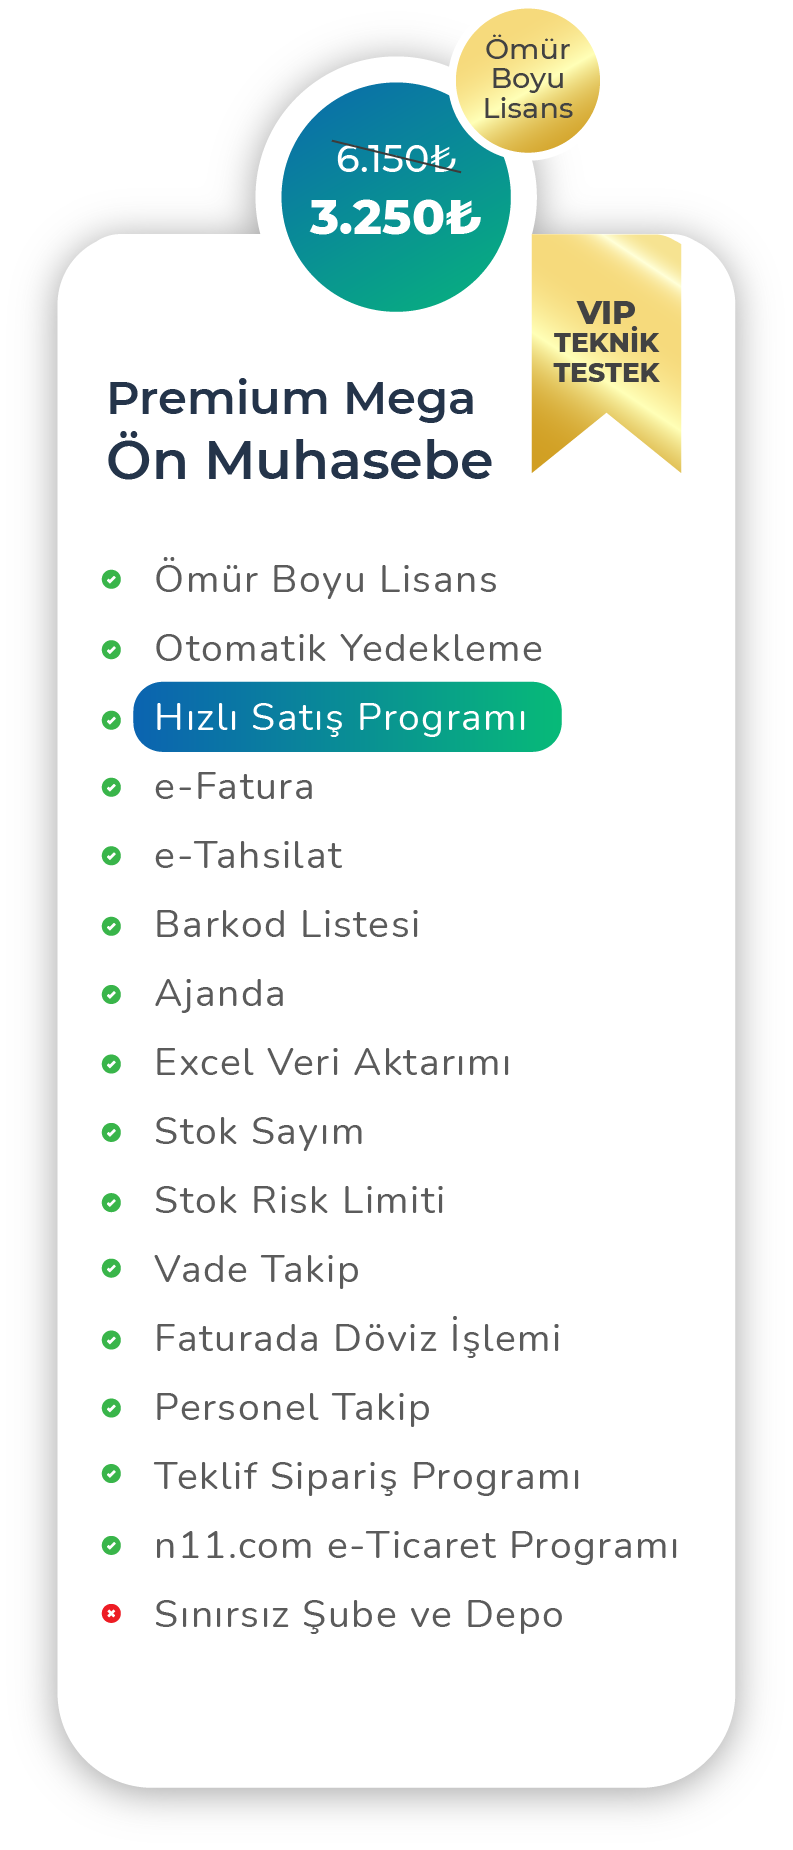 Ömür
Boyu
Lisans
6.150₺
3.250₺
VIP
TEKNİK
TESTEK
Premium Mega
Ön Muhasebe
Ömür Boyu Lisans
Otomatik Yedekleme
Hızlı Satış Programı
e-Fatura
e-Tahsilat
Barkod Listesi
Ajanda
Excel Veri Aktarımı
Stok Sayım
Stok Risk Limiti
Vade Takip
Faturada Döviz İşlemi
Personel Takip
Teklif Sipariş Programı
n11.com e-Ticaret Programı
Sınırsız Şube ve Depo